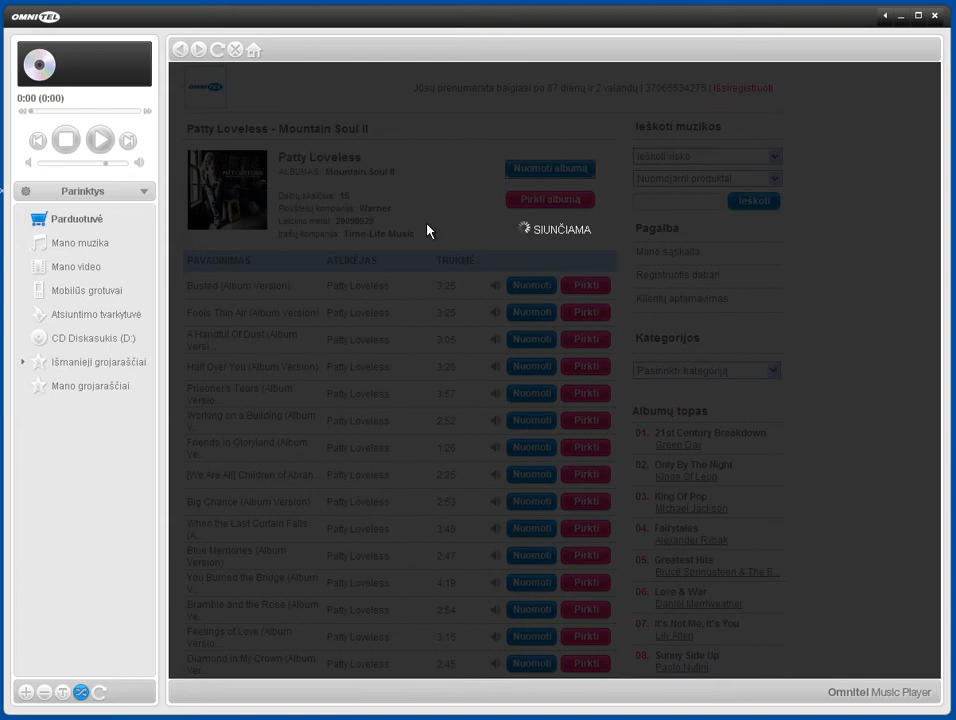 OMNITEL
0:00 (0:00)
Parinktys
Parduotuvė
Mano muzika
Mano video
Mobilūs grotuvai
Atsiuntimo tvarkytuvė
CD Diskasukis (D:)
Išmanieji grojaraščiai
Mano grojaraščiai
Jūsų prenumerata baigiasi po 87 dienų ir 2 valandų | 37065534275 | Išsiregistruoti
Patty Loveless - Mountain Soul II
Patty Loveless
ALBUMAS: Mountain Soul II
Dainų skaičius: 15
Warner
Leidimo metai:
Įrašų kompanija: Time-Life Music
Nuomoti albumą
Pirkti albumą
SIUNČIAMA
PAVADINIMAS ATLIKĖJAS TRUKMĖ
Busted (Album Version) Patty Loveless 3:25 Nuomoti Pirkti
Fools Thin Air (Album Version) Patty Loveless 3:25 Nuomoti Pirkti
A Handful Of Dust (Album Versi... Patty Loveless 3:05 Nuomoti Pirkti
Half Over You (Album Version) Patty Loveless 3:25 Nuomoti Pirkti
Prisoner's Tears (Album Versio... Patty Loveless 3:57 Nuomoti Pirkti
Working on a Building (Album V... Patty Loveless 2:52 Nuomoti Pirkti
Friends in Gloryland (Album Ve... Patty Loveless 1:26 Nuomoti Pirkti
[We Are All] Children of Abrah... Patty Loveless 2:25 Nuomoti Pirkti
Big Chance (Album Version) Patty Loveless 2:53 Nuomoti Pirkti
When the Last Curtain Falls (A... Patty Loveless 3:49 Nuomoti Pirkti
Blue Memories (Album Version) Patty Loveless 2:47 Nuomoti Pirkti
You Burned the Bridge (Album Ve... Patty Loveless 4:19 Nuomoti Pirkti
Bramble and the Rose (Album Ve... Patty Loveless 2:54 Nuomoti Pirkti
Feelings of Love (Album Versio... Patty Loveless 3:15 Nuomoti Pirkti
Diamond in My Crown (Album Ver... Patty Loveless 2:45 Nuomoti Pirkti
Ieškoti muzikos
Ieškoti visko
Nuomojami produktai
Ieškoti
Pagalba
Mano sąskaita
Registruotis dabar!
Klientų aptarnavimas
Kategorijos
Pasirinkti kategoriją
Albumų topas
01. 21st Century Breakdown
Green Day
02. Only By The Night
Kings Of Leon
03. King Of Pop
Michael Jackson
04. Fairytales
Alexander Rybak
05. Greatest Hits
Bruce Springsteen & The E...
06. Love & War
Daniel Merriweather
07. It's Not Me, It's You
Lily Allen
08. Sunny Side Up
Paolo Nutini
Omnitel Music Player